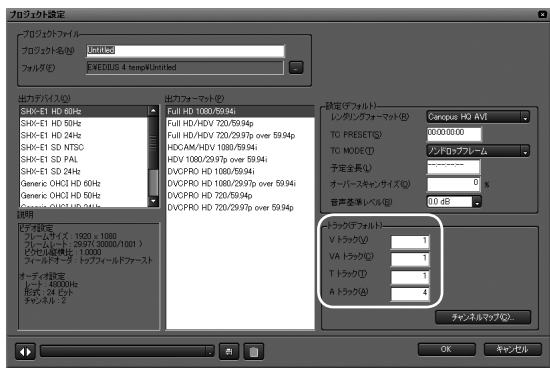 プロジェクト設定
プロジェクトファイル
プロジェクト名(N) Untitled
フォルダ(F) E:¥EDIUS 4 temp¥Untitled
...
出力デバイス(O)
SHX-E1 HD 60Hz
SHX-E1 HD 50Hz
SHX-E1 HD 24Hz
SHX-E1 SD NTSC
SHX-E1 SD PAL
SHX-E1 SD 24Hz
Generic OHCI HD 60Hz
Generic OHCI HD 50Hz
Generic OHCI HD 24Hz
説明
ビデオ設定
フレームサイズ : 1920 x 1080
フレームレート : 29.97 ( 30000/1001 )
ピクセル縦横比 : 1.0000
フィールドオーダ : トップフィールドファースト
オーディオ設定
レート : 48000Hz
形式 : 24 ビット
チャンネル : 2
出力フォーマット(P)
Full HD 1080/59.94i
Full HD/HDV 720/59.94p
Full HD/HDV 720/29.97p over 59.94p
HDCAM/HDV 1080/59.94i
HDV 1080/29.97p over 59.94i
DVCPRO HD 1080/59.94i
DVCPRO HD 1080/29.97p over 59.94i
DVCPRO HD 720/59.94p
DVCPRO HD 720/29.97p over 59.94p
設定(デフォルト)
レンダリングフォーマット(R) Canopus HQ AVI
TC PRESET(S) 00:00:00:00
TC MODE(T) ノンドロップフレーム
予定全長(L) --:--:--:--
オーバースキャンサイズ(D) 0 %
音声基準レベル(B) 0.0 dB
トラック(デフォルト)
V トラック(V) 1
VA トラック(C) 1
T トラック(T) 1
A トラック(A) 4
チャンネルマップ(C)...
OK
キャンセル